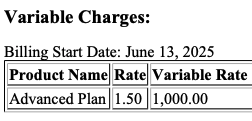 Variable Charges:
Billing Start Date: June 13, 2025
Product Name Rate Variable Rate
Advanced Plan 1.50 1,000.00